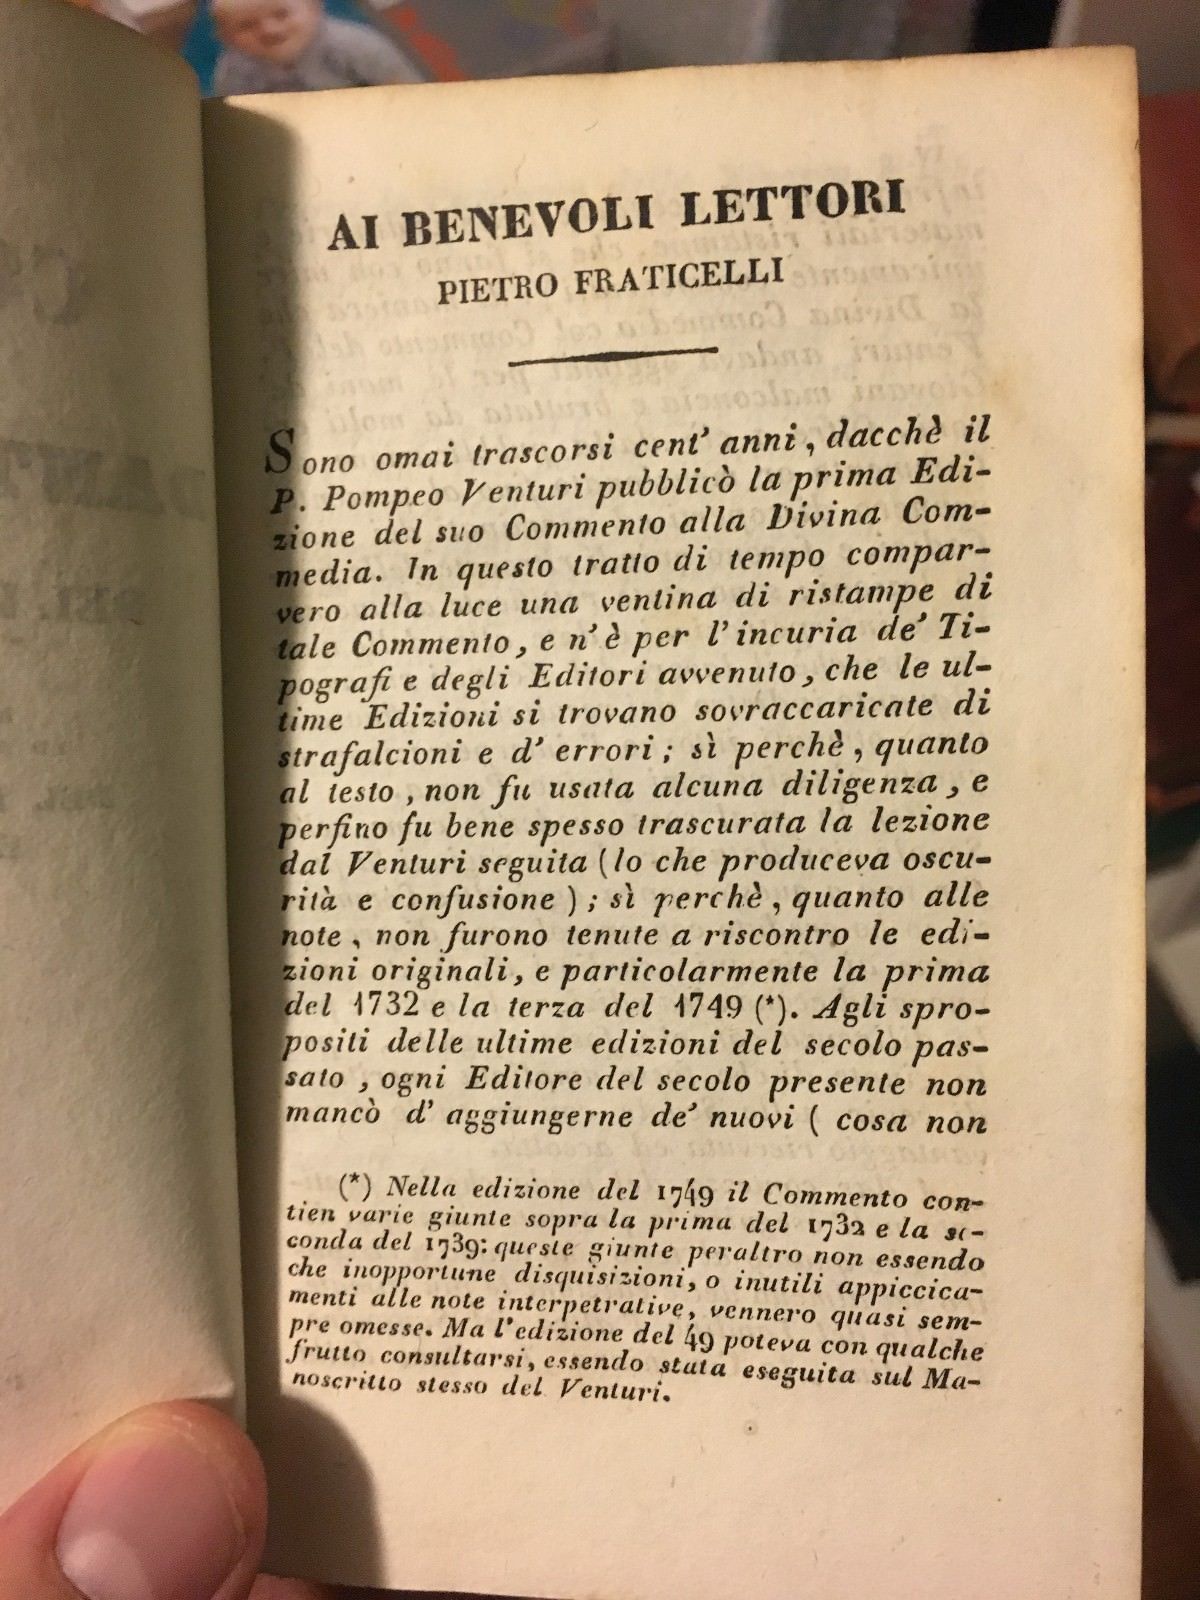 AI BENEVOLI LETTORI
PIETRO FRATICELLI
Sono omai trascorsi cent' anni, dacchè il
P. Pompeo Venturi pubblicò la prima Edi-
zione del suo Commento alla Divina Com-
media. In questo tratto di tempo compar-
vero alla luce una ventina di ristampe di
tale Commento, e n' è per l' incuria de' Ti-
pografi e degli Editori avvenuto, che le ul-
time Edizioni si trovano sovraccaricate di
strafalcioni e d' errori; sì perchè, quanto
al testo, non fu usata alcuna diligenza, e
perfino fu bene spesso trascurata la lezione
dal Venturi seguita (lo che produceva oscu-
rità e confusione); sì perchè, quanto alle
note, non furono tenute a riscontro le edi-
zioni originali, e particolarmente la prima
del 1732 e la terza del 1749 (*). Agli spro-
positi delle ultime edizioni del secolo pas-
sato, ogni Editore del secolo presente non
mancò d' aggiungerne de' nuovi ( cosa non
(*) Nella edizione del 1749 il Commento con-
tien varie giunte sopra la prima del 1732 e la se-
conda del 1739: queste giunte peraltro non essendo
che inopportune disquisizioni, o inutili appiccica-
menti alle note interpetrative, vennero quasi sem-
pre omesse. Ma l'edizione del 49 poteva con qualche
frutto consultarsi, essendo stata eseguita sul Ma-
noscritto stesso del Venturi.